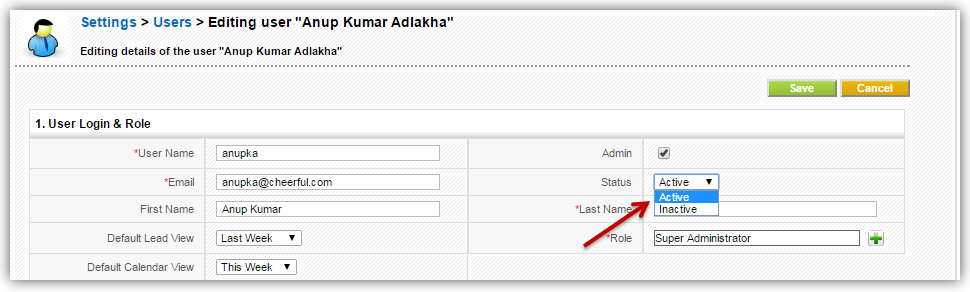 Settings > Users > Editing user "Anup Kumar Adlakha"
Editing details of the user "Anup Kumar Adlakha"
Save Cancel
1. User Login & Role
*User Name anupka Admin
*Email anupka@cheerful.com Status Active
Active
First Name Anup Kumar *Last Name Inactive
Default Lead View Last Week *Role Super Administrator
Default Calendar View This Week